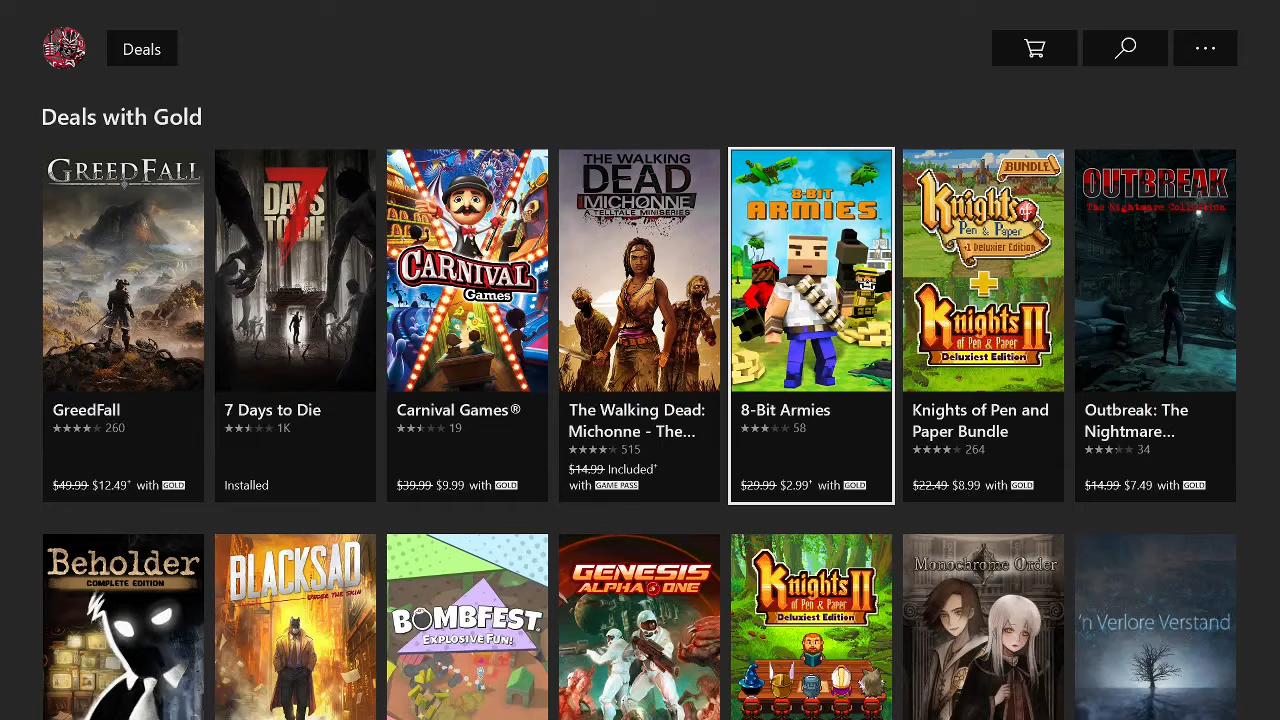 Deals
Deals with Gold
GREEDFALL
7
DAYS
TO DIE
CARNIVAL
Games
THE WALKING
DEAD
MICHONNE
A TELLTALE MINISERIES
8-BIT
ARMIES
BUNDLE
Knights
of
Pen & Paper
+1 Deluxier Edition
Knights II
of Pen & Paper
Deluxiest Edition
OUTBREAK
The Nightmare Collection
GreedFall
260
$49.99 $12.49+ with GOLD
7 Days to Die
1K
Installed
Carnival Games®
19
$39.99 $9.99 with GOLD
The Walking Dead:
Michonne - The...
515
$14.99 Included+
with GAME PASS
8-Bit Armies
58
$29.99 $2.99+ with GOLD
Knights of Pen and
Paper Bundle
264
$22.49 $8.99 with GOLD
Outbreak: The
Nightmare...
34
$14.99 $7.49 with GOLD
Beholder
COMPLETE EDITION
BLACKSAD
UNDER THE SKIN
BOMBFEST
EXPLOSIVE FUN!
GENESIS
ALPHA ONE
Knights II
of Pen & Paper
Deluxiest Edition
Monochrome Order
'n Verlore Verstand